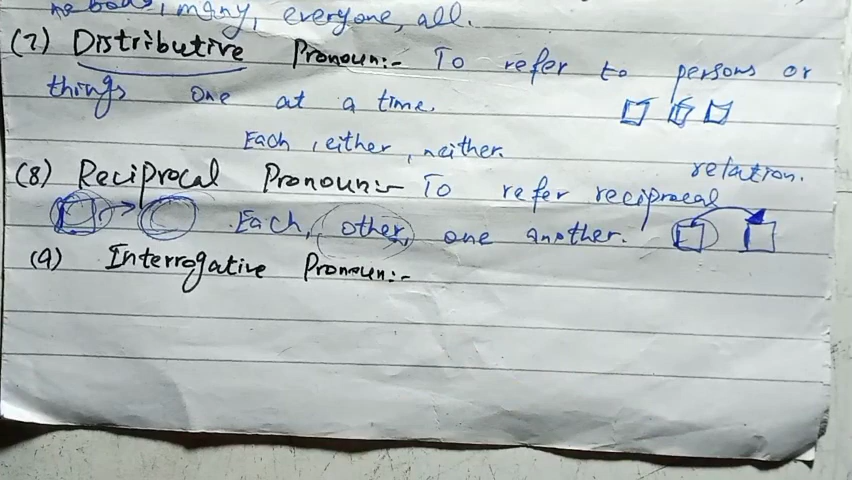 many, everyone, all.
(7) Distributive Pronoun:- To refer to persons or
things one at a time.
Each, either, neither.
(8) Reciprocal Pronoun:- To refer reciprocal relation.
Each, other, one another.
(9) Interrogative Pronoun:-